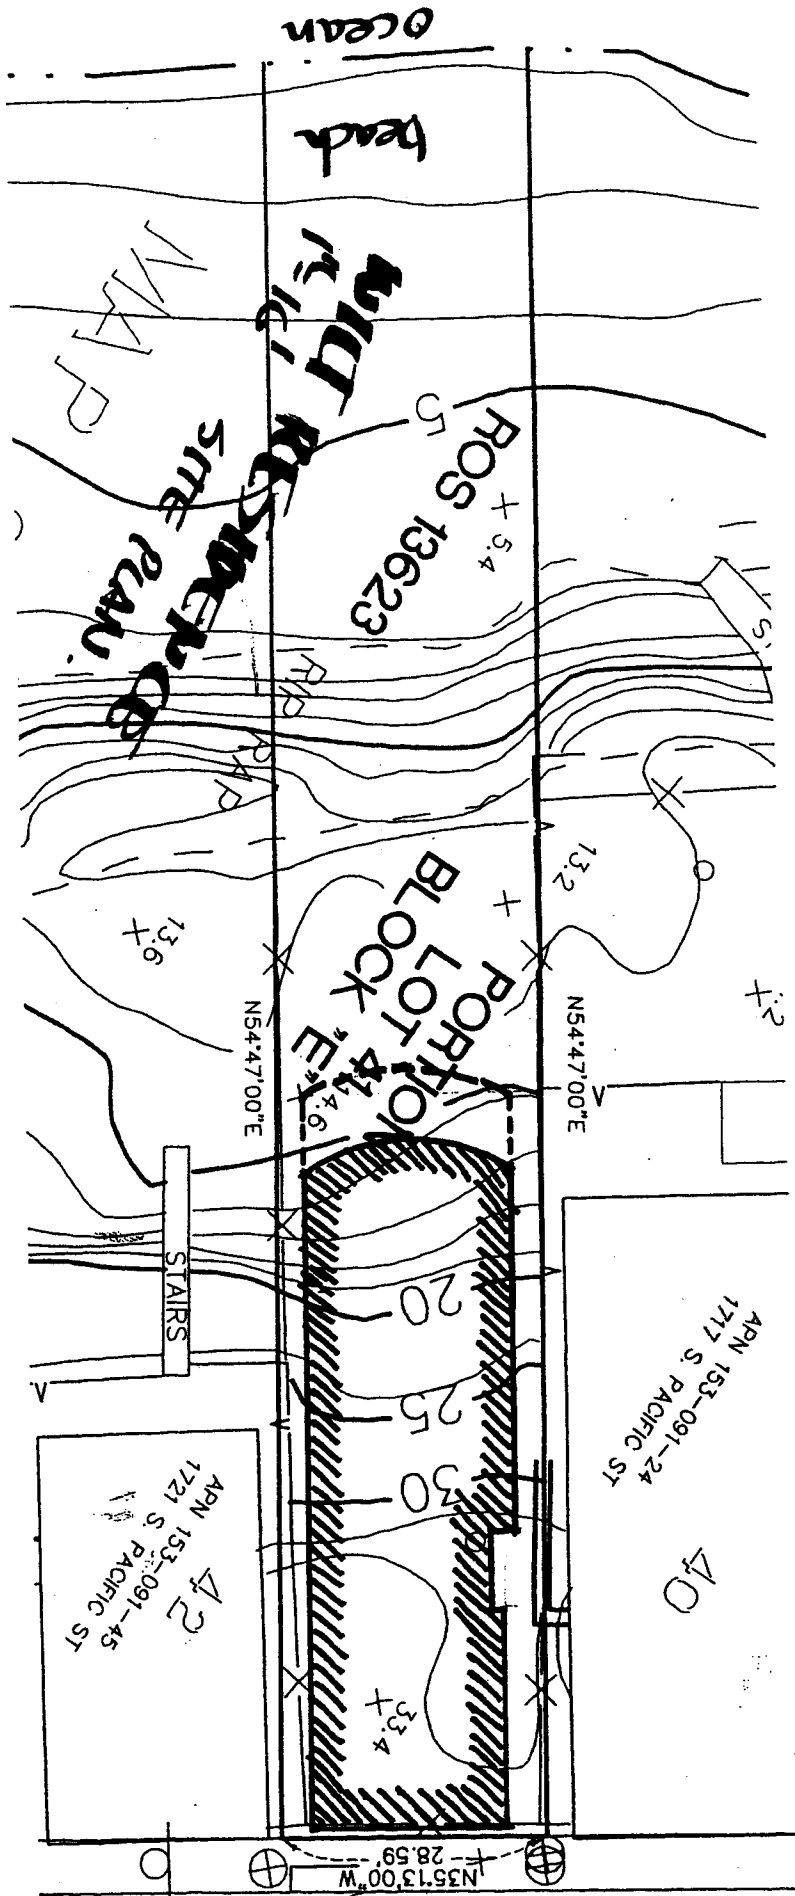 Ocean
beach
MAP
WITT RESIDENCE
SITE PLAN.
5
ROS 13623
5.4
RIP
RAP
13.2
13.6
PORTION
LOT 41
BLOCK "E"
14.6
N54°47'00"E
N54°47'00"E
STAIRS
20
25
30
APN 153-091-24
1717 S. PACIFIC ST
40
APN 153-091-45
1721 S. PACIFIC ST
42
33.4
28.59'
N35°13'00"W